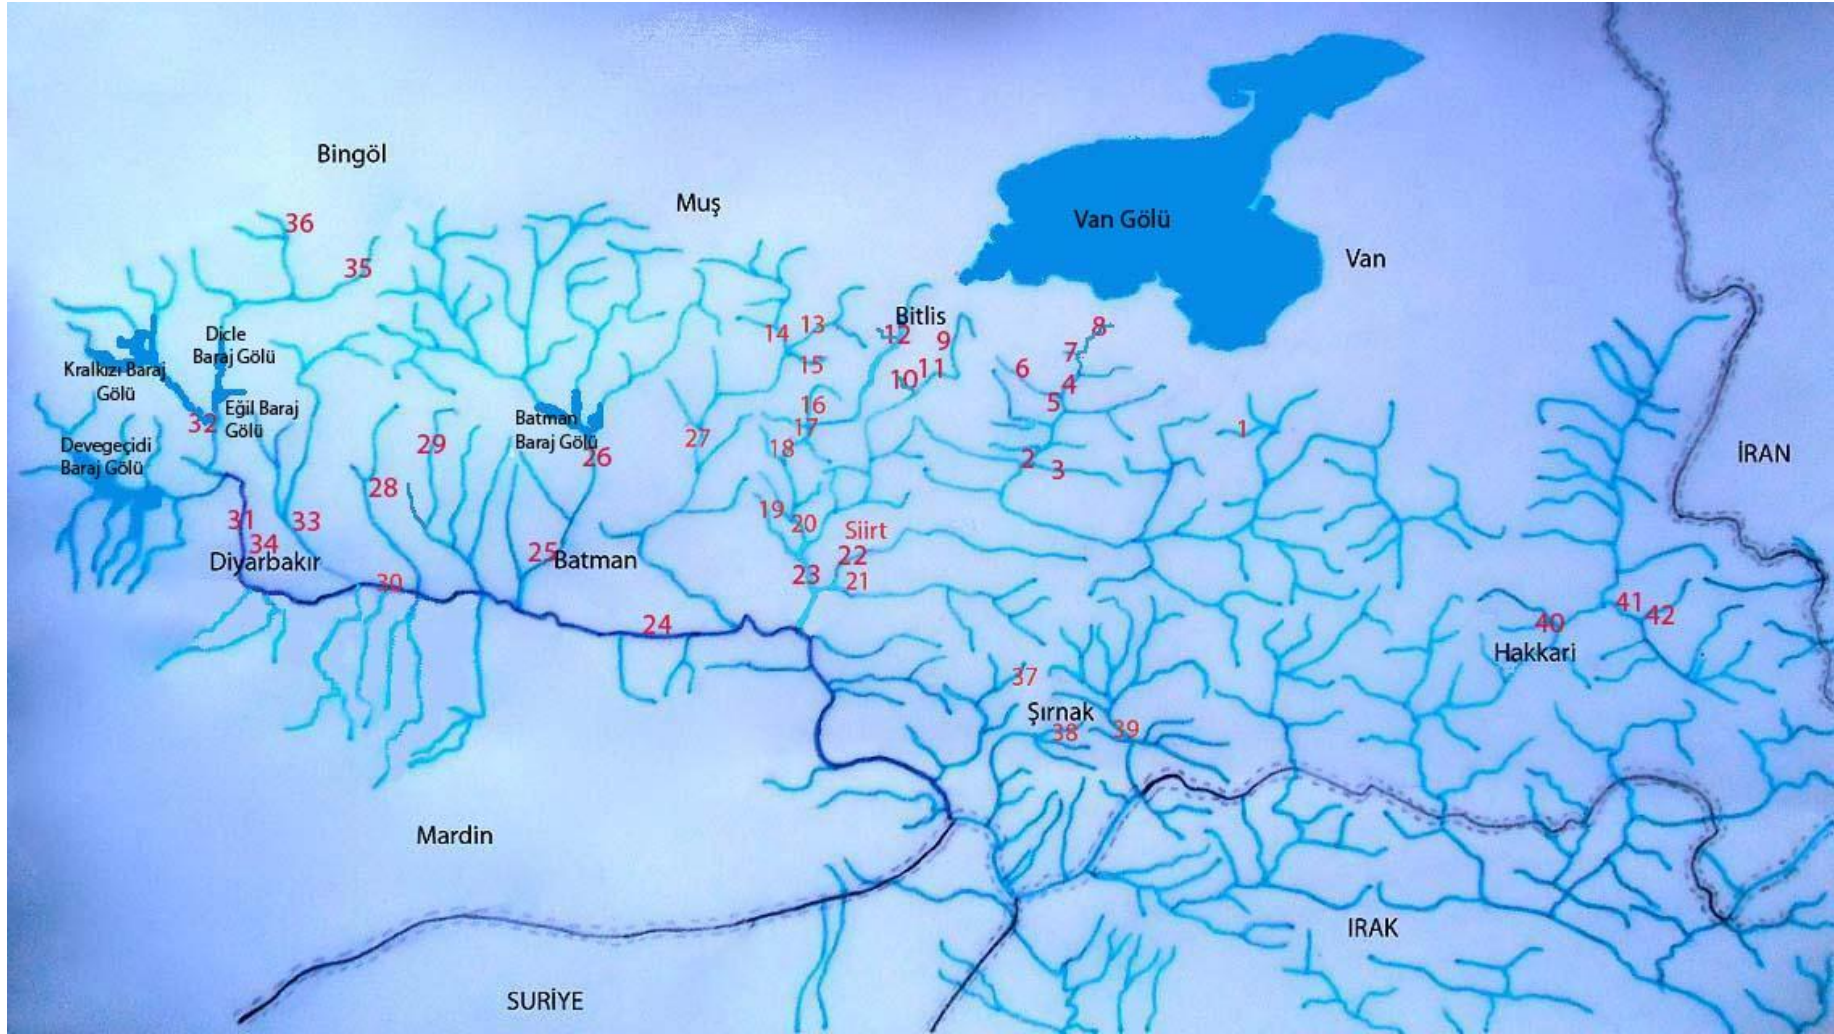 Bingöl
Muş
Van Gölü
Van
36
35
Bitlis
8
13
14
12
9
Dicle
Baraj Gölü
Kralkızı Baraj
Gölü
7
15
6
11
10
4
5
16
Eğil Baraj
Gölü
32
Batman
Baraj Gölü
17
1
27
29
18
Devegeçidi
Baraj Gölü
26
2
3
İRAN
28
19
20
31
33
34
Siirt
22
25
Batman
Diyarbakır
23
21
30
24
41
42
40
Hakkari
37
Şırnak
38
39
Mardin
IRAK
SURİYE